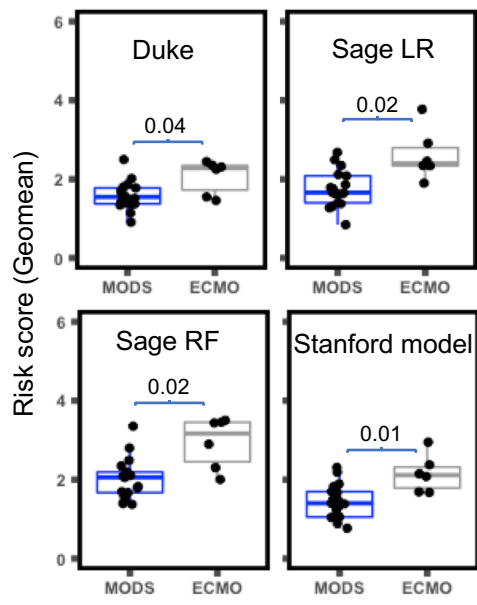 Risk score (Geomean)
Duke
0.04
6
4
2
0
MODS
ECMO
Sage LR
0.02
MODS
ECMO
Sage RF
0.02
6
4
2
0
MODS
ECMO
Stanford model
0.01
MODS
ECMO